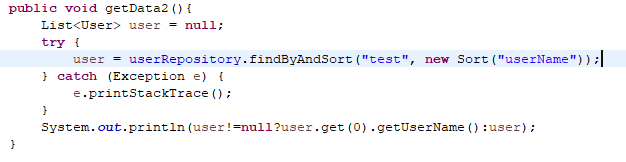 public void getData2(){
    List<User> user = null;
    try {
        user = userRepository.findByAndSort("test", new Sort("userName"));
    } catch (Exception e) {
        e.printStackTrace();
    }
    System.out.println(user!=null?user.get(0).getUserName():user);
}